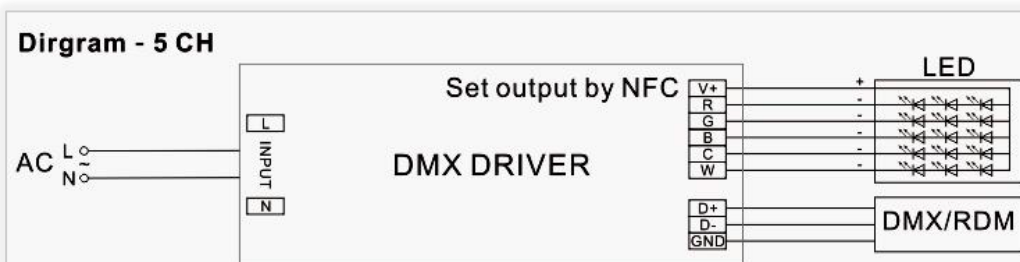 Dirgram - 5 CH
LED
Set output by NFC
V+
+
R
-
G
-
B
-
C
-
W
-
AC
L
~
N
L
INPUT
N
DMX DRIVER
D+
D-
GND
DMX/RDM